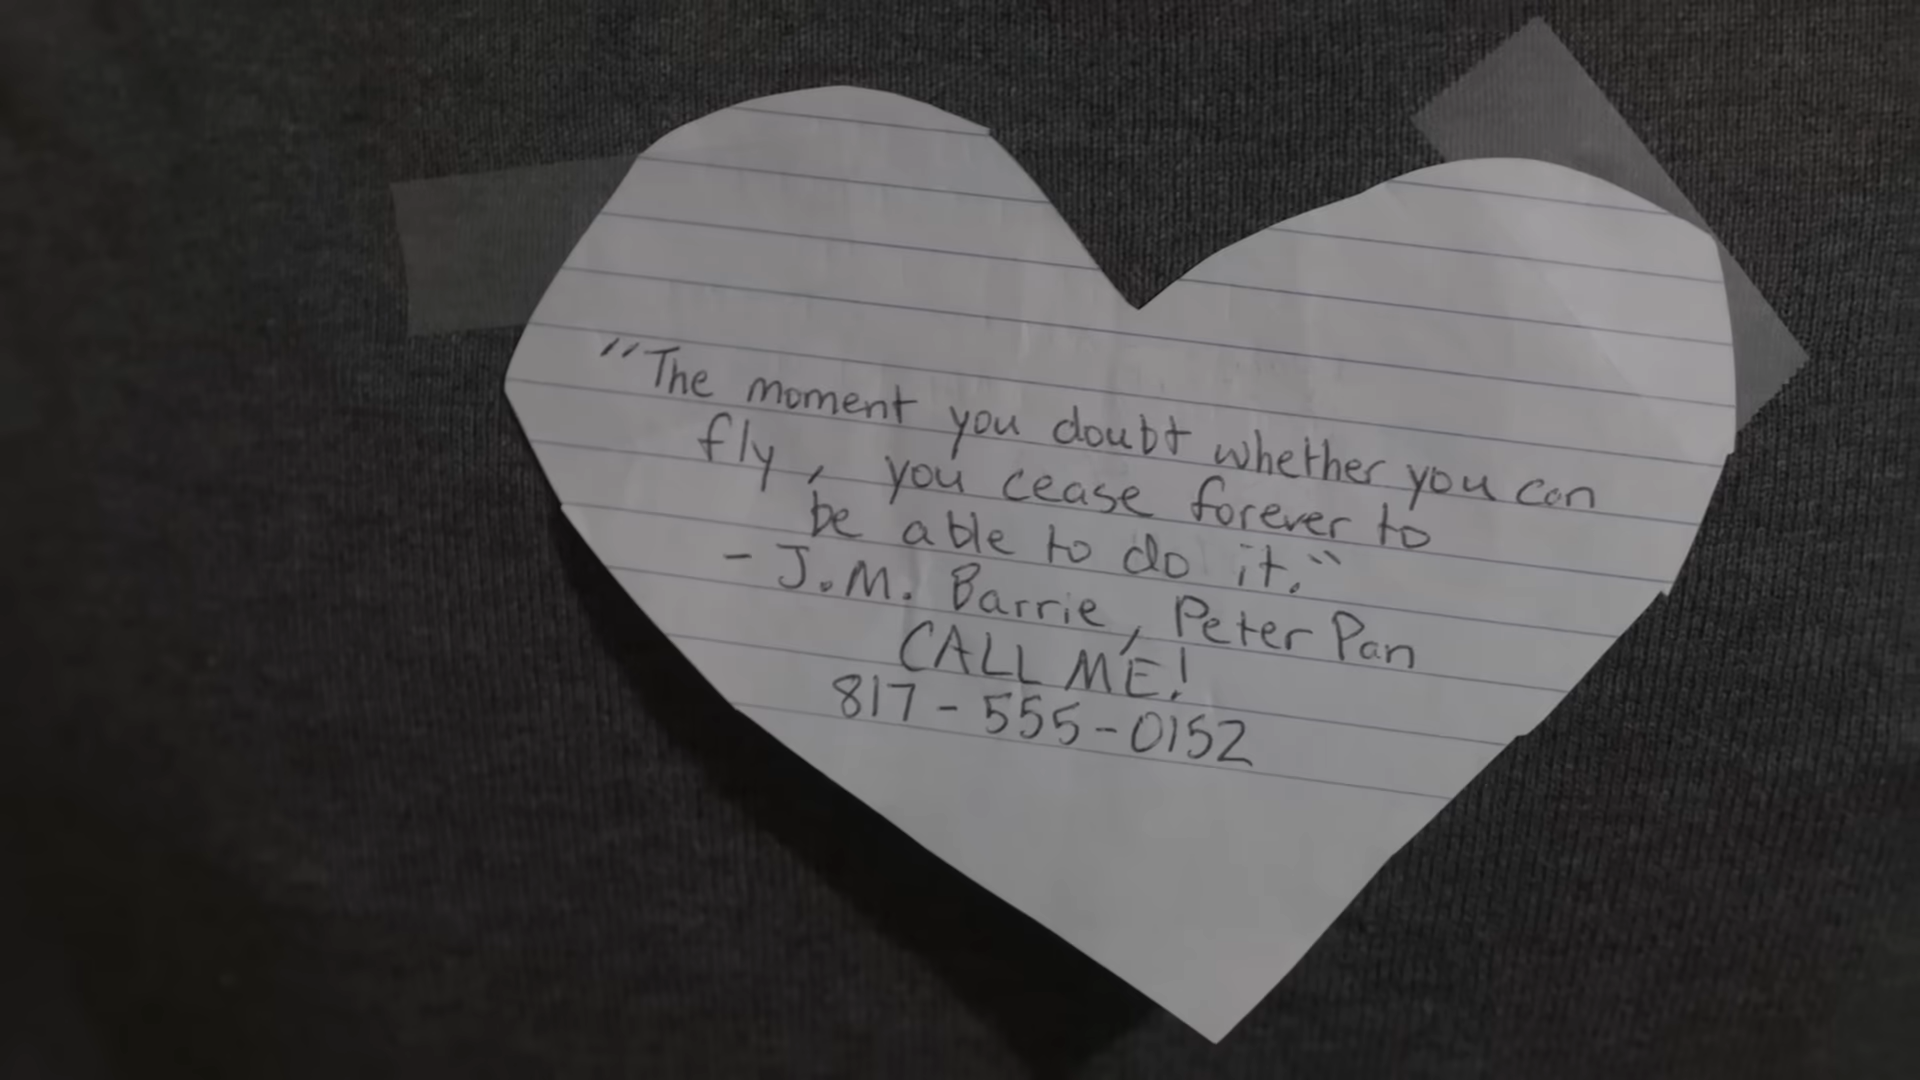 "The moment you doubt whether you can
fly, you cease forever to
be able to do it."
- J.M. Barrie, Peter Pan
CALL ME!
817-555-0152